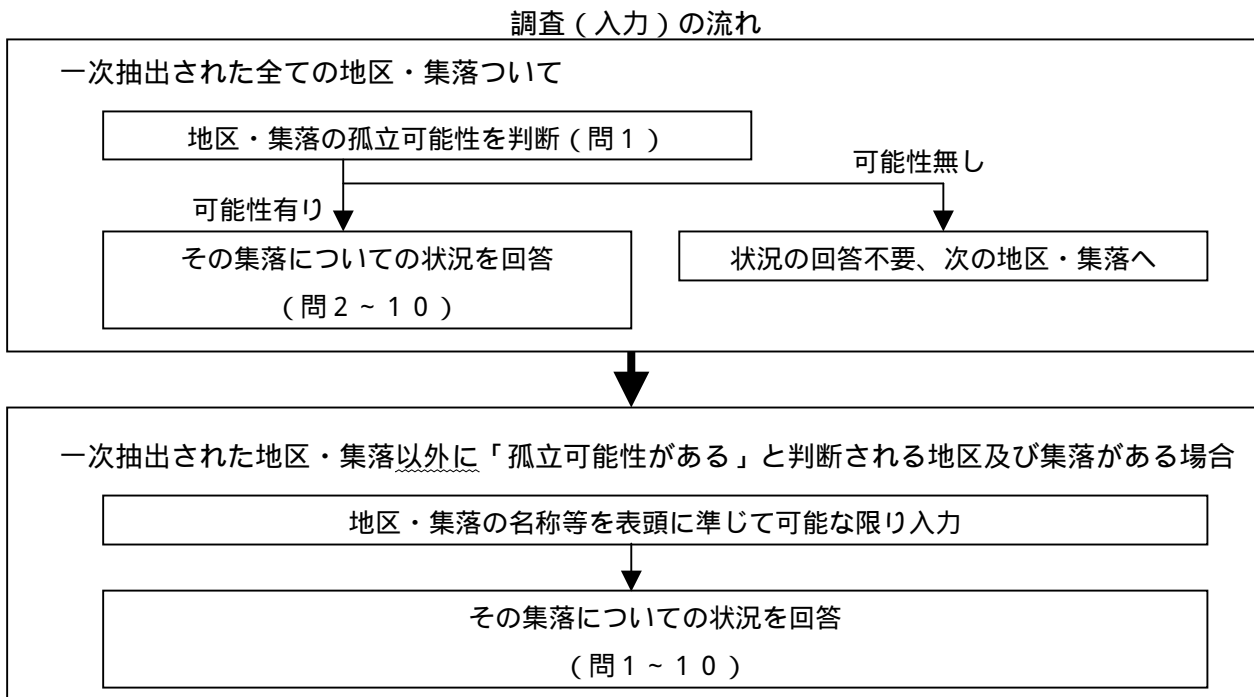 調査(入力)の流れ
一次抽出された全ての地区・集落ついて
地区・集落の孤立可能性を判断(問1)
可能性無し
可能性有り
その集落についての状況を回答
(問2~10)
状況の回答不要、次の地区・集落へ
一次抽出された地区・集落以外に「孤立可能性がある」と判断される地区及び集落がある場合
地区・集落の名称等を表頭に準じて可能な限り入力
その集落についての状況を回答
(問1~10)